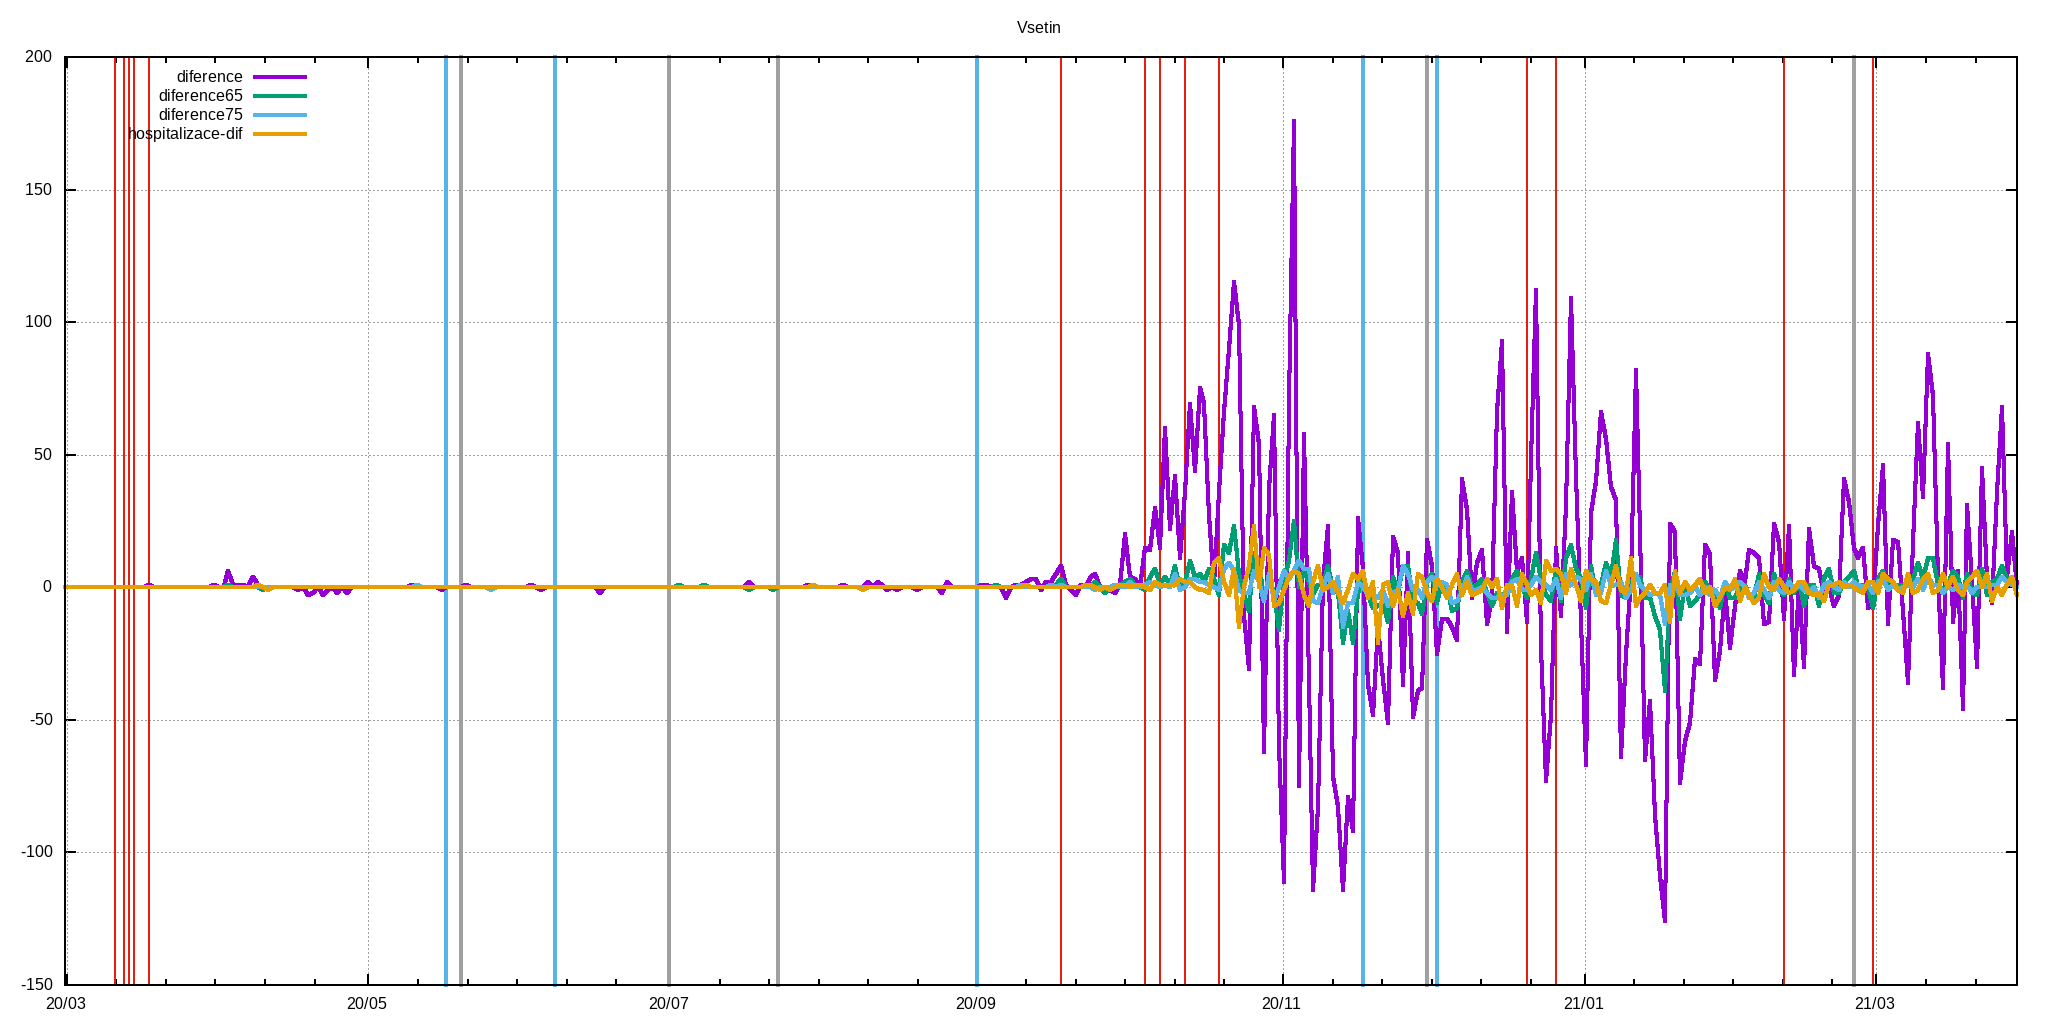 Vsetin
200
diference
diference65
diference75
hospitalizace-dif
150
100
50
0
-50
-100
-150
20/03 20/05 20/07 20/09 20/11 21/01 21/03